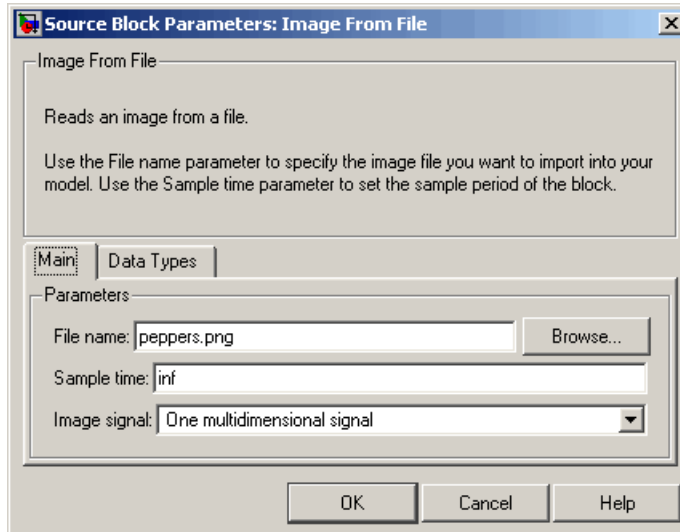 Source Block Parameters: Image From File
Image From File
Reads an image from a file.
Use the File name parameter to specify the image file you want to import into your
model. Use the Sample time parameter to set the sample period of the block.
Main Data Types
Parameters
File name: peppers.png Browse...
Sample time: inf
Image signal: One multidimensional signal
OK Cancel Help